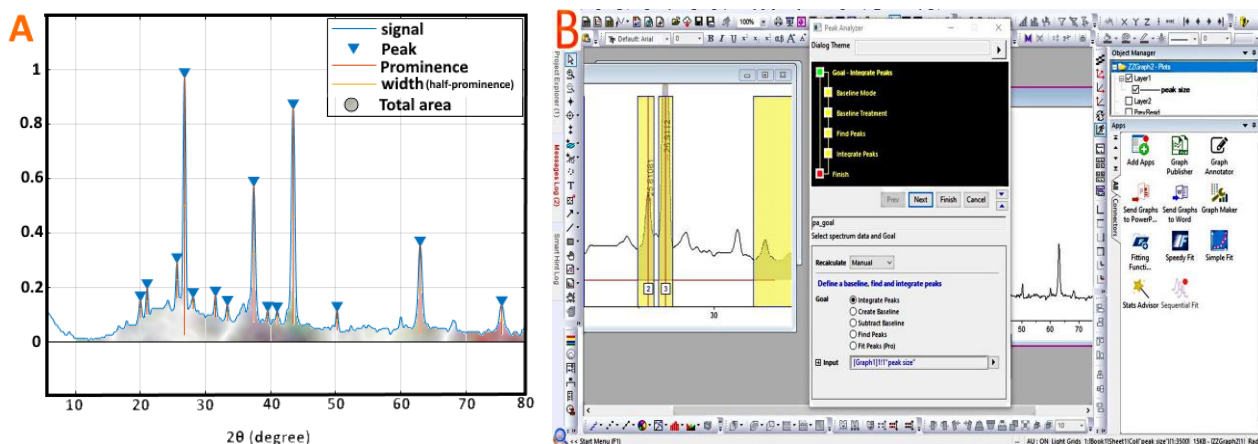 A
signal
Peak
Prominence
width(half-prominence)
Total area
1
0.8
0.6
0.4
0.2
0
10 20 30 40 50 60 70 80
2θ (degree)
B
100%
Default: Arial 0 B I U
X Y Z
Project Explorer (1)
Messages Log (2)
Smart Hint Log
2 3
30
Peak Analyzer
Dialog Theme
Goal - Integrate Peaks
Baseline Mode
Baseline Treatment
Find Peaks
Integrate Peaks
Finish
Prev Next Finish Cancel
pa_goal
Select spectrum data and Goal
Recalculate Manual
Define a baseline, find and integrate peaks
Goal Integrate Peaks
Create Baseline
Subtract Baseline
Find Peaks
Fit Peaks (Pro)
Input [Graph1]1!1"peak size"
50 60 70
Object Manager
ZZGraph2 - Plots
Layer1
peak size
Layer2
Apps
All
Connectors
Add Apps Graph Publisher Graph Annotator
Send Graphs to PowerP... Send Graphs to Word Graph Maker
Fitting Functi... Speedy Fit Simple Fit
Stats Advisor Sequential Fit
10
<< Start Menu (F1)